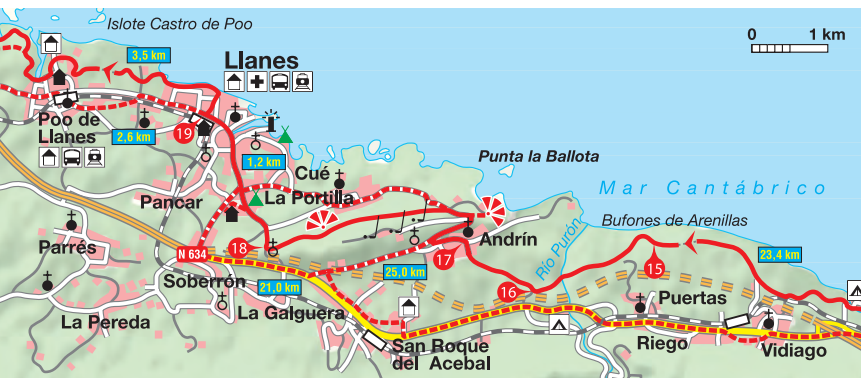 Islote Castro de Poo
0 1 km
3,5 km
Llanes
Poo de
Llanes
2,6 km
19
1,2 km
Punta la Ballota
Cué
La Portilla
Mar Cantábrico
Pancar
Bufones de Arenillas
Parrés
N 634
18
Andrín
17
Río Purón
15
23,4 km
Soberrón
21,0 km
25,0 km
16
Puertas
La Pereda
La Galguera
San Roque
del Acebal
Riego
Vidiago